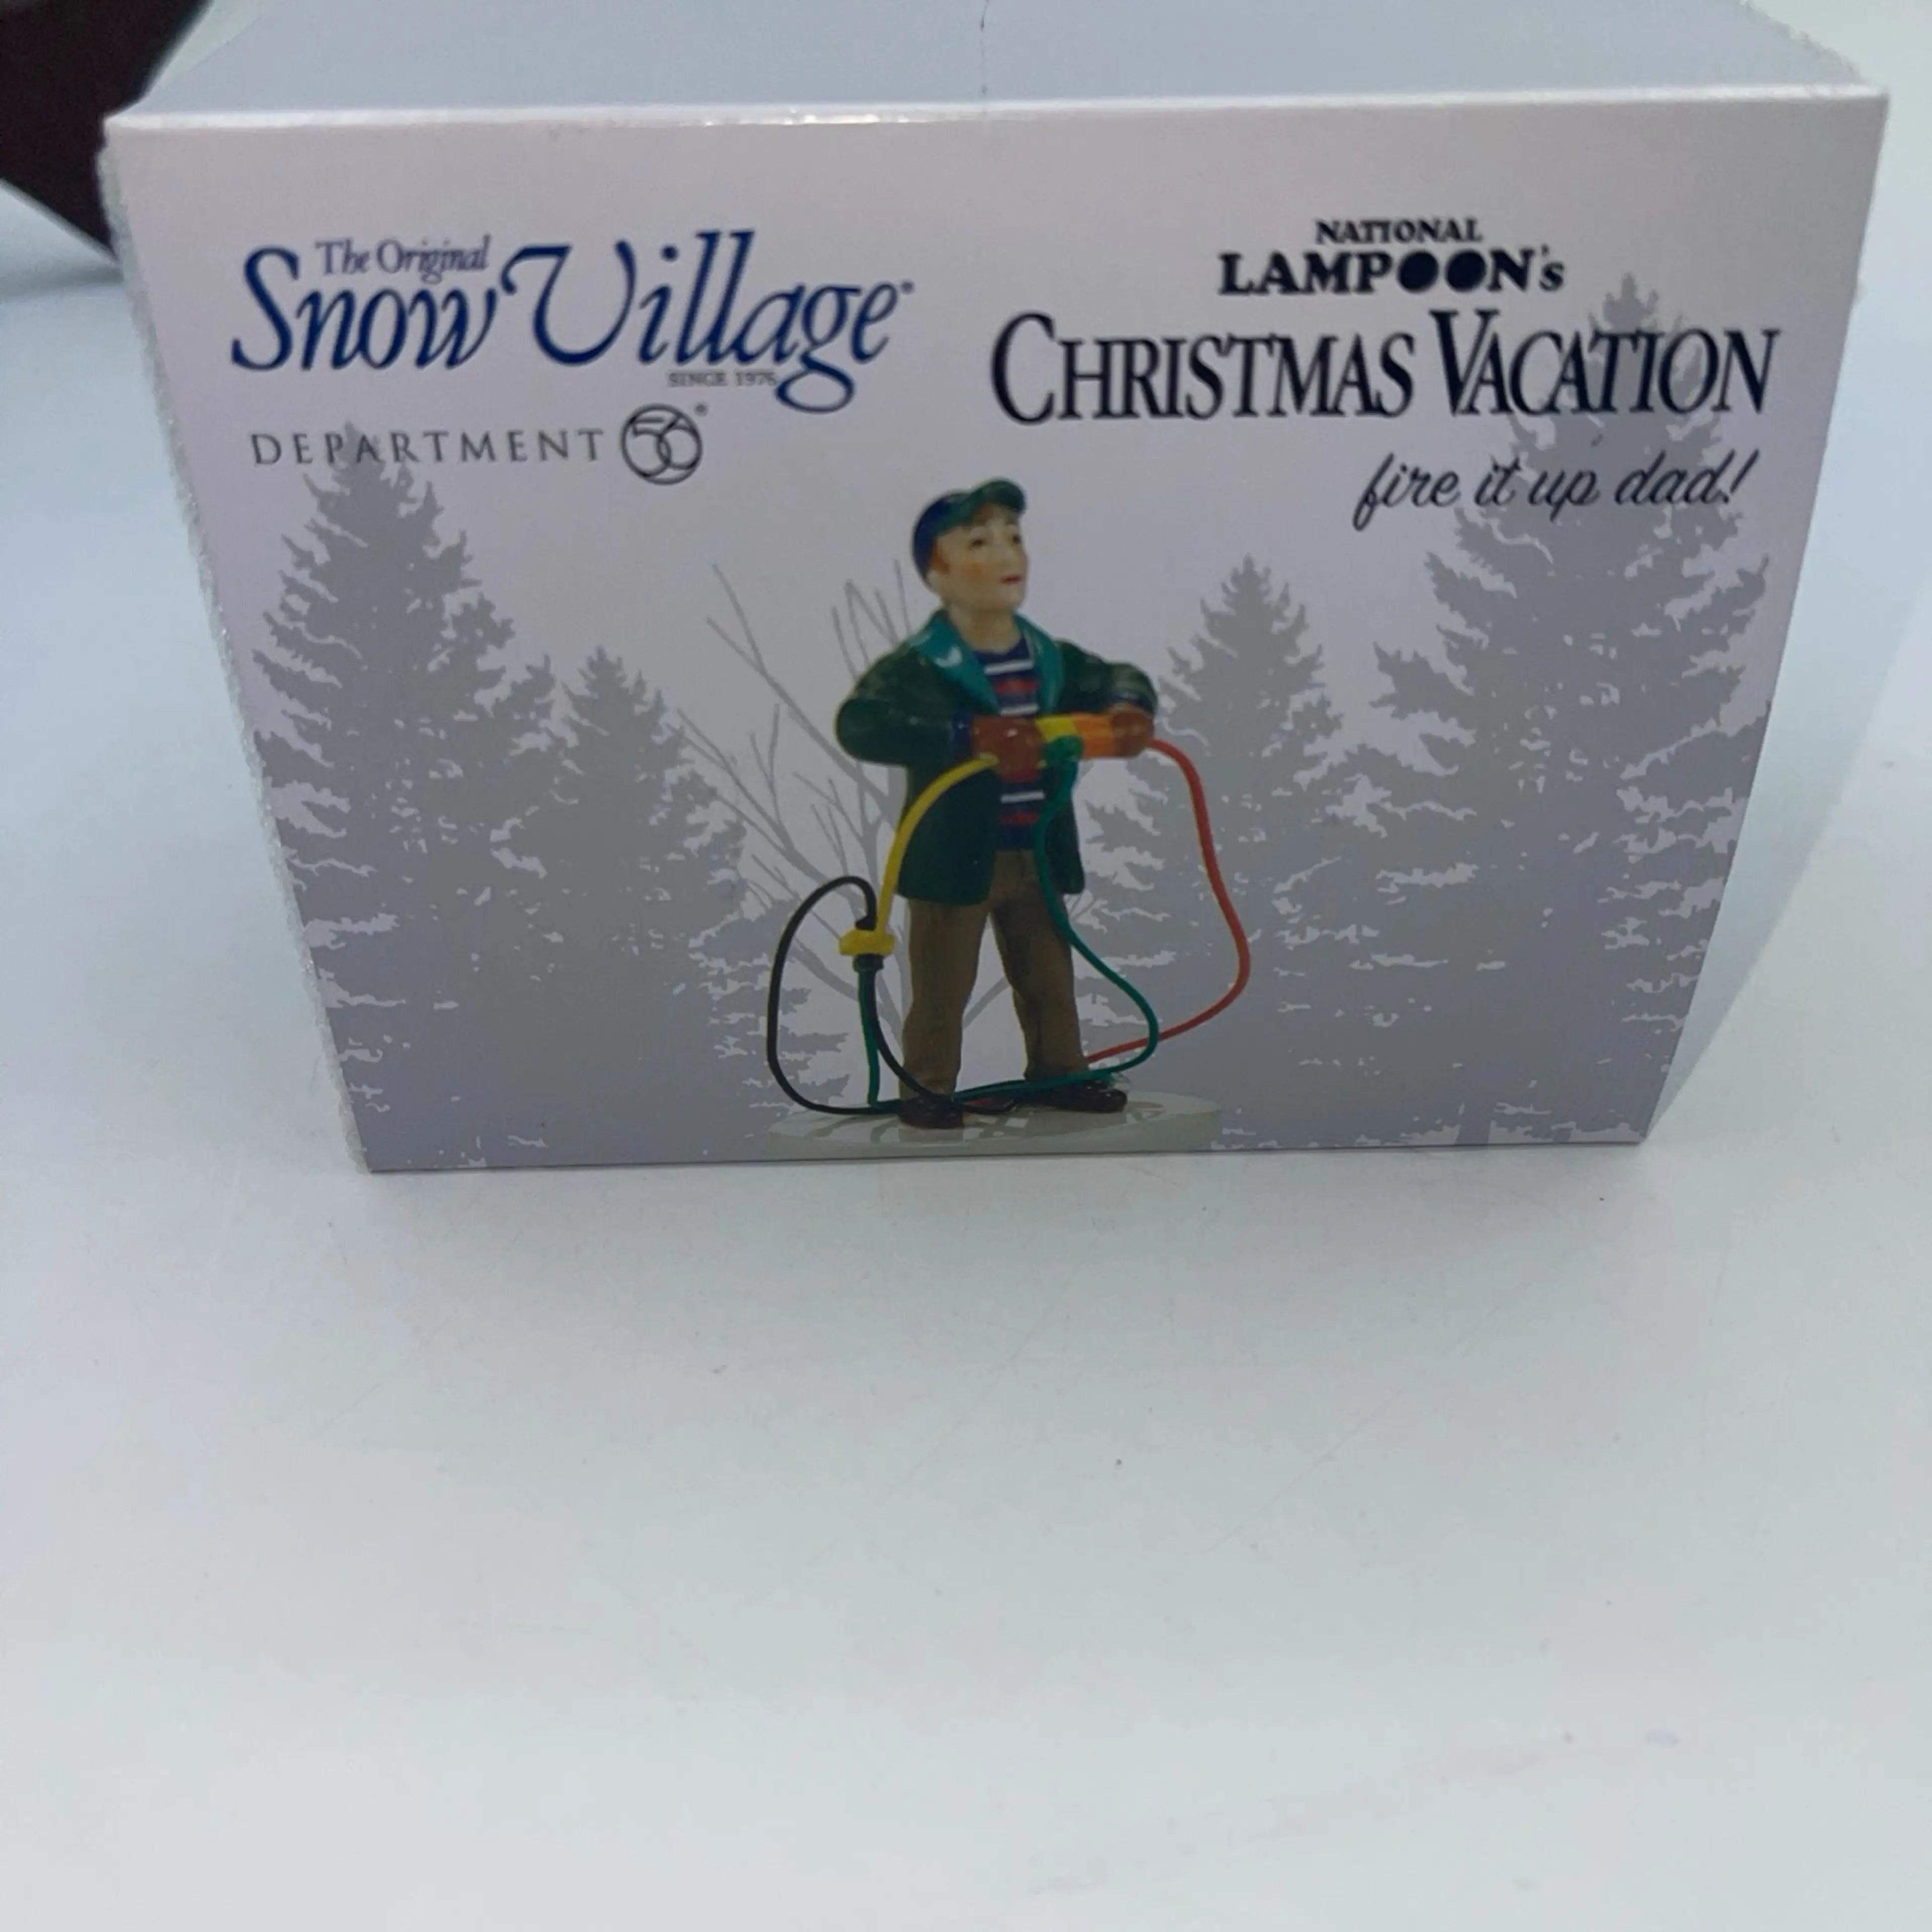 The Original
Snow Village
SINCE 1976
DEPARTMENT 56®
NATIONAL
LAMPOON's
CHRISTMAS VACATION
fire it up dad!